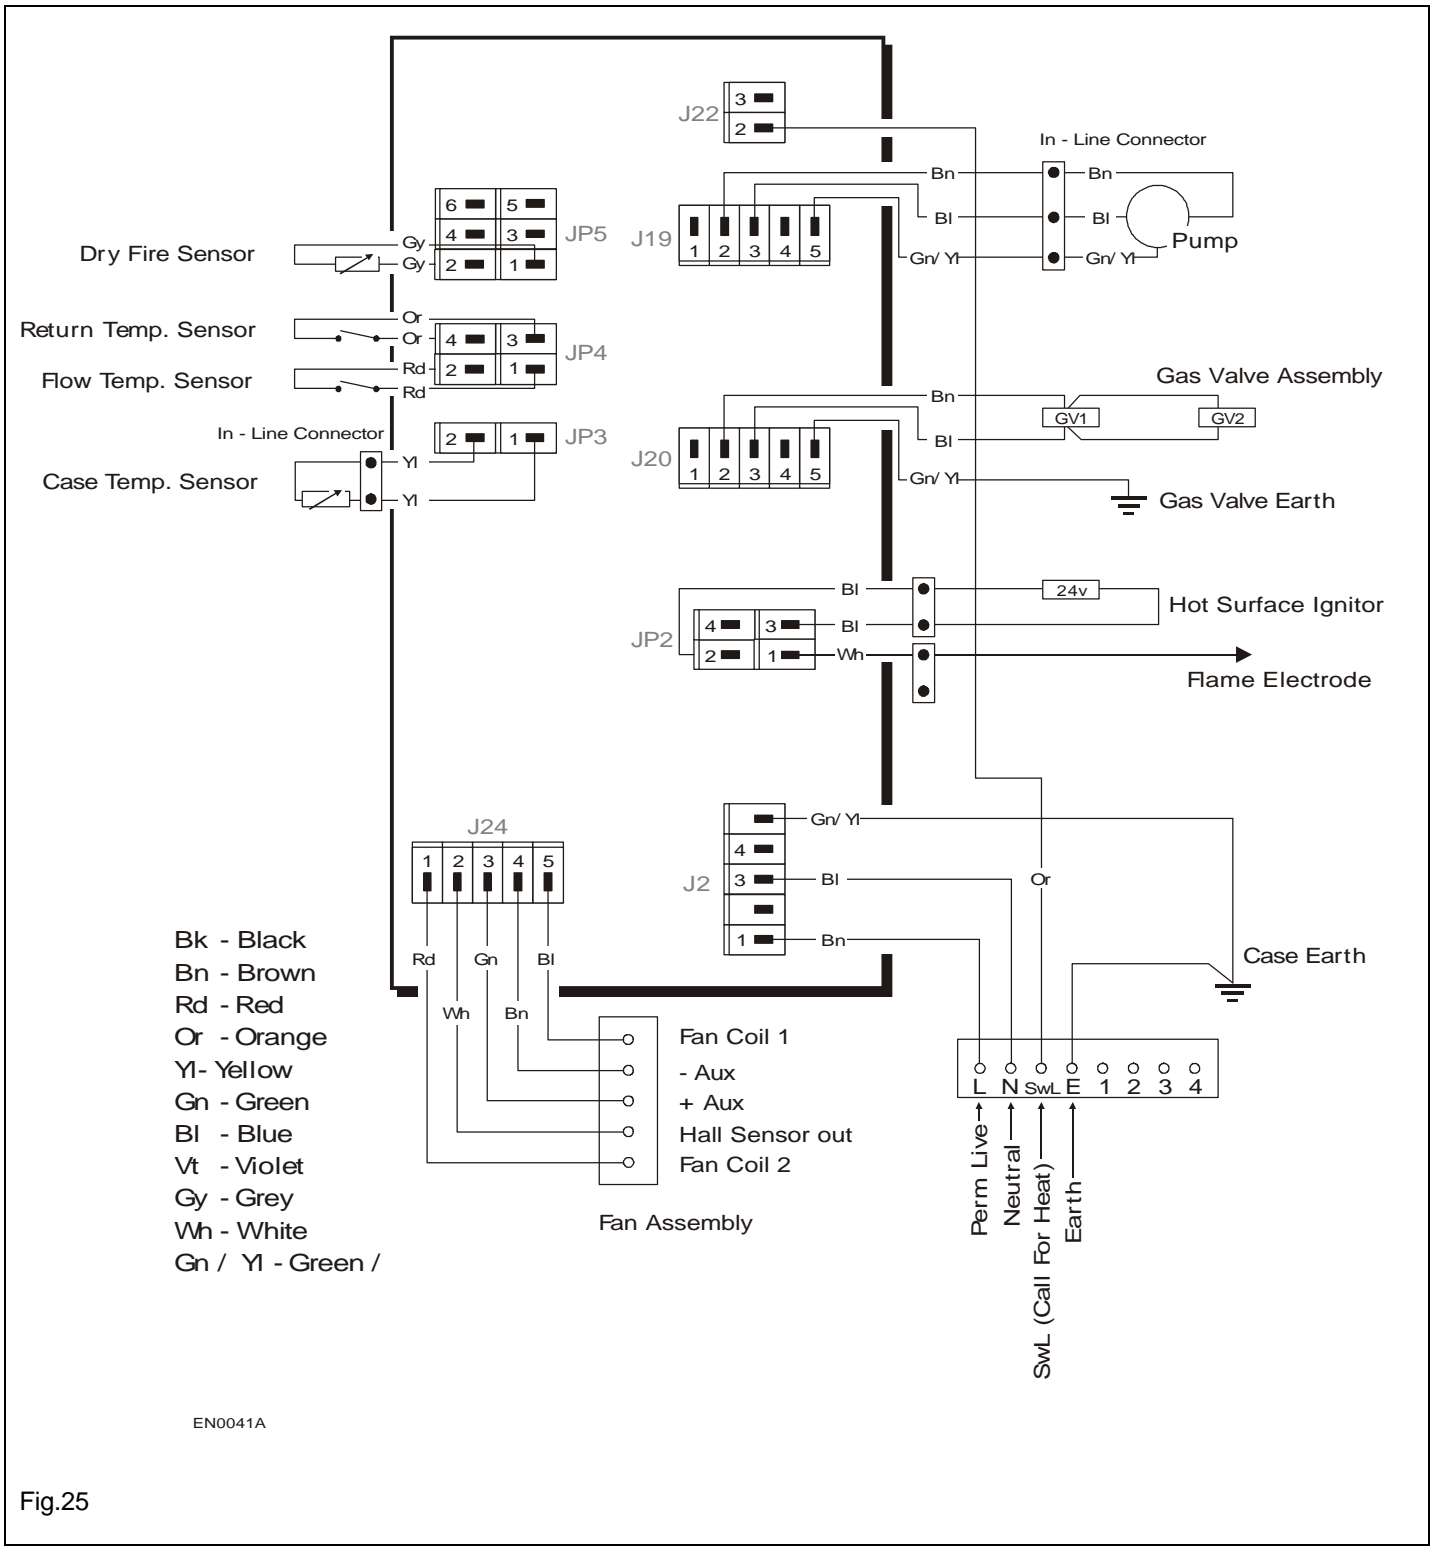 3
J22
2
In - Line Connector
Bn
Bn
6
5
4
3
JP5
2
1
Gy
Gy
Dry Fire Sensor
J19
1
2
3
4
5
Bl
Bl
Gn/ Yl
Gn/ Yl
Pump
Return Temp. Sensor
Or
Or
4
3
JP4
2
1
Flow Temp. Sensor
Rd
Rd
Gas Valve Assembly
Bn
GV1
GV2
In - Line Connector
2
1
JP3
Yl
Yl
Case Temp. Sensor
J20
1
2
3
4
5
Bl
Gn/ Yl
Gas Valve Earth
Bl
24v
Hot Surface Ignitor
JP2
4
3
Bl
2
1
Wh
Flame Electrode
J24
1
2
3
4
5
Gn/ Yl
4
J2
3
Bl
Or
1
Bn
Rd
Gn
Bl
Wh
Bn
Case Earth
Bk - Black
Bn - Brown
Rd - Red
Or - Orange
Yl- Yellow
Gn - Green
Bl - Blue
Vt - Violet
Gy - Grey
Wh - White
Gn / Yl - Green /
Fan Coil 1
- Aux
+ Aux
Hall Sensor out
Fan Coil 2
Fan Assembly
L N SwL E 1 2 3 4
Perm Live
Neutral
SwL (Call For Heat)
Earth
EN0041A
Fig.25